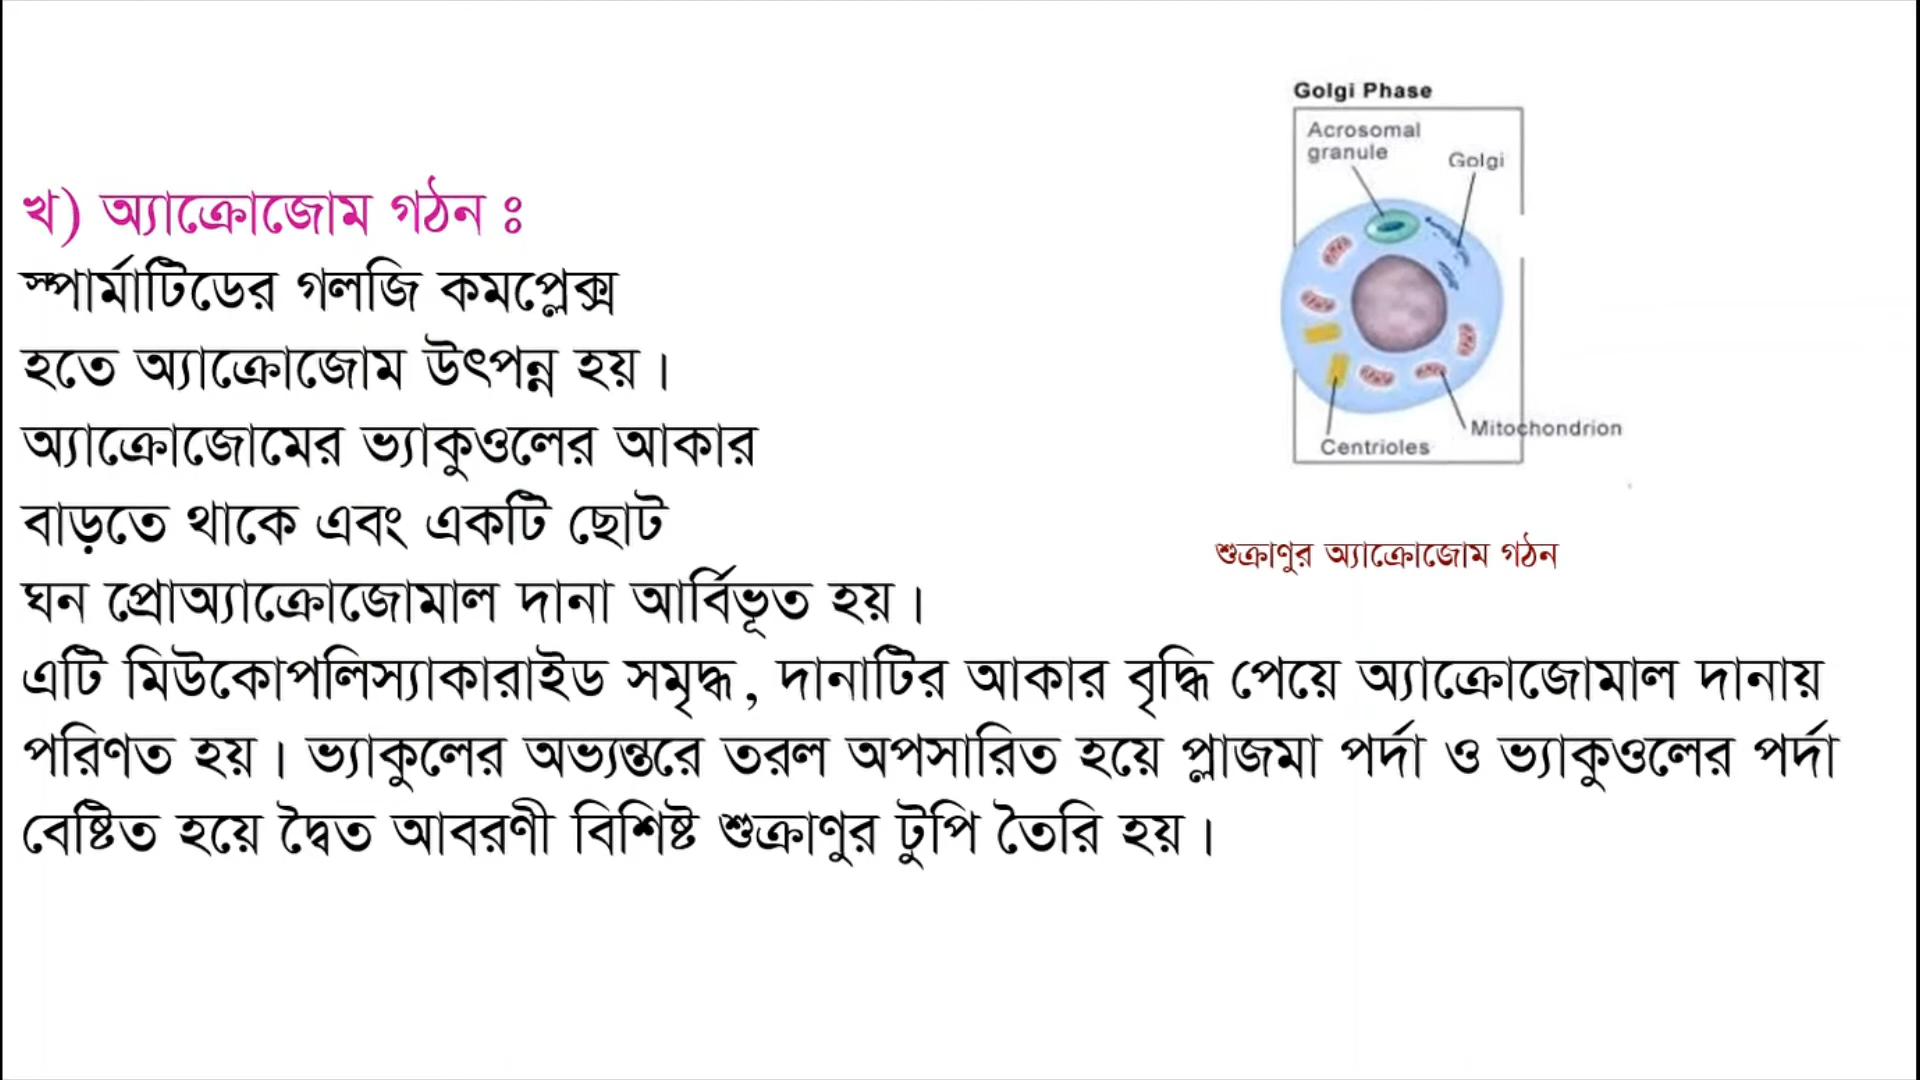 খ) অ্যাক্রোজোম গঠন ঃ
স্পার্মাটিডের গলজি কমপ্লেক্স
হতে অ্যাক্রোজোম উৎপন্ন হয়।
অ্যাক্রোজোমের ভ্যাকুওলের আকার
বাড়তে থাকে এবং একটি ছোট
ঘন প্রোঅ্যাক্রোজোমাল দানা আর্বিভূত হয়।
এটি মিউকোপলিস্যাকারাইড সমৃদ্ধ, দানাটির আকার বৃদ্ধি পেয়ে অ্যাক্রোজোমাল দানায়
পরিণত হয়। ভ্যাকুলের অভ্যন্তরে তরল অপসারিত হয়ে প্লাজমা পর্দা ও ভ্যাকুওলের পর্দা
বেষ্টিত হয়ে দ্বৈত আবরণী বিশিষ্ট শুক্রাণুর টুপি তৈরি হয়।
Golgi Phase
Acrosomal
granule
Golgi
Mitochondrion
Centrioles
শুক্রাণুর অ্যাক্রোজোম গঠন